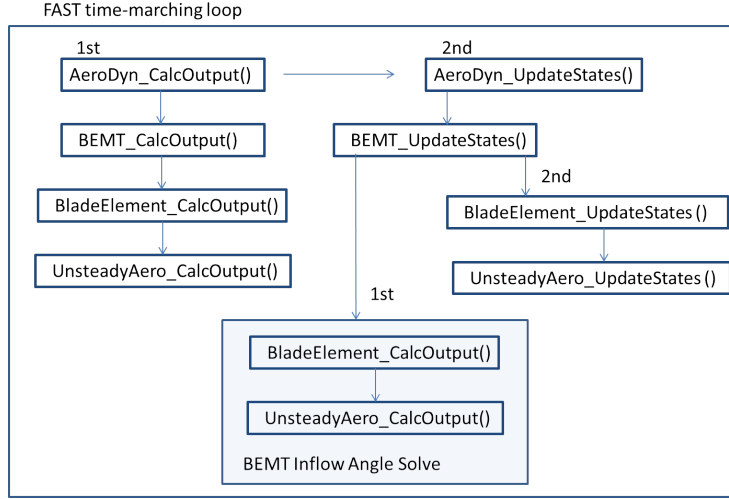 FAST time-marching loop
1st
AeroDyn_CalcOutput()
BEMT_CalcOutput()
BladeElement_CalcOutput()
UnsteadyAero_CalcOutput()
2nd
AeroDyn_UpdateStates()
BEMT_UpdateStates()
2nd
BladeElement_UpdateStates ()
UnsteadyAero_UpdateStates ()
1st
BladeElement_CalcOutput()
UnsteadyAero_CalcOutput()
BEMT Inflow Angle Solve